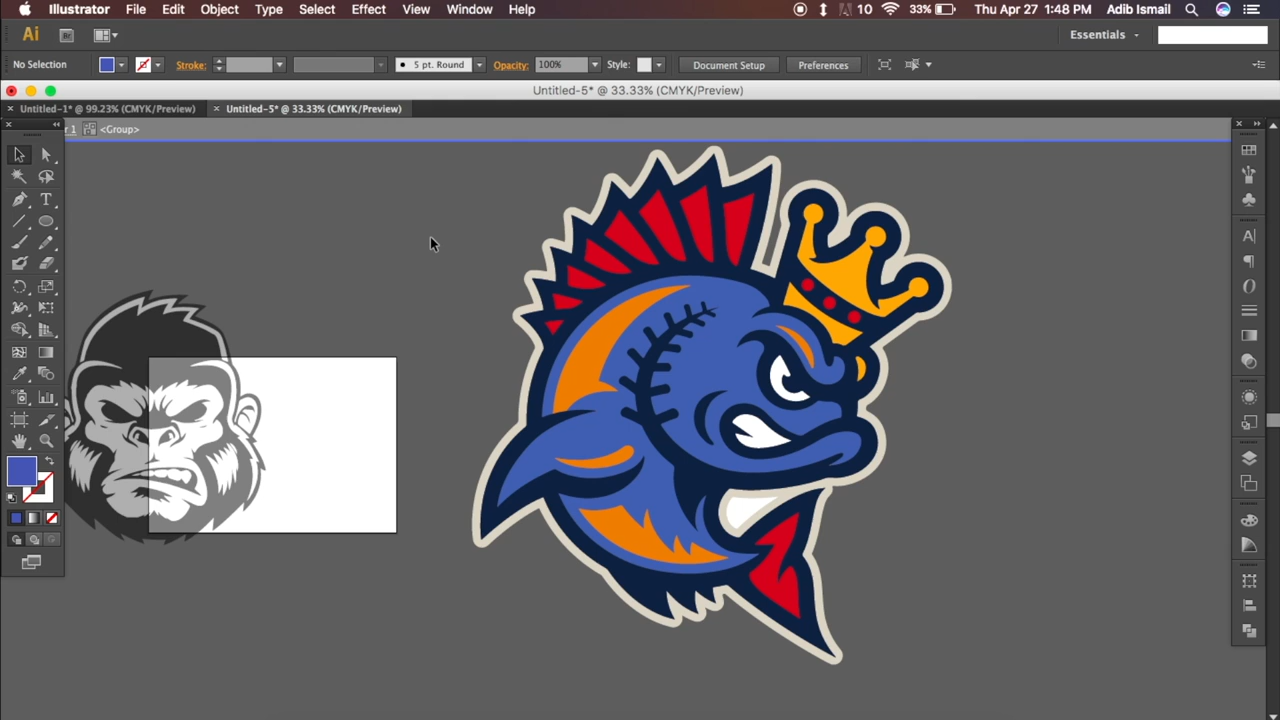 Illustrator File Edit Object Type Select Effect View Window Help 10 33% Thu Apr 27 1:48 PM Adib Ismail
Ai Br Essentials
No Selection Stroke: 5 pt. Round Opacity: 100% Style: Document Setup Preferences
Untitled-5* @ 33.33% (CMYK/Preview)
Untitled-1* @ 99.23% (CMYK/Preview) Untitled-5* @ 33.33% (CMYK/Preview)
r 1 <Group>